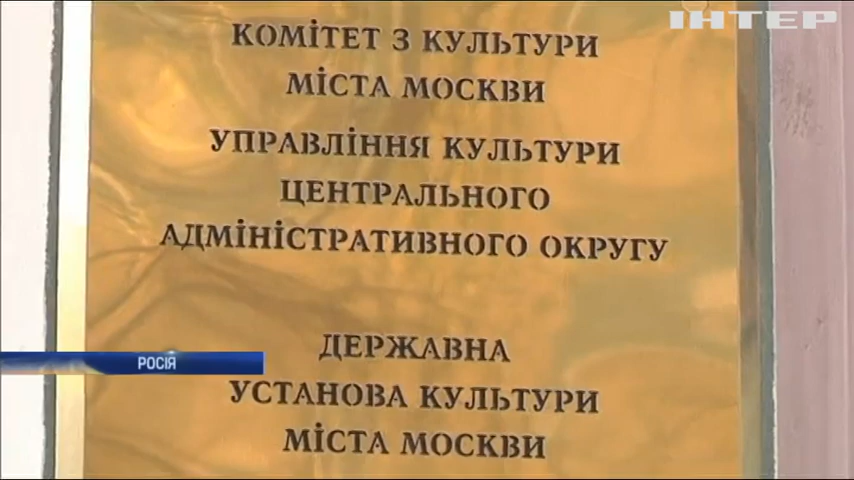 ІНТЕР
КОМІТЕТ З КУЛЬТУРИ
МІСТА МОСКВИ
УПРАВЛІННЯ КУЛЬТУРИ
ЦЕНТРАЛЬНОГО
АДМІНІСТРАТИВНОГО ОКРУГУ
ДЕРЖАВНА
УСТАНОВА КУЛЬТУРИ
МІСТА МОСКВИ
РОСІЯ